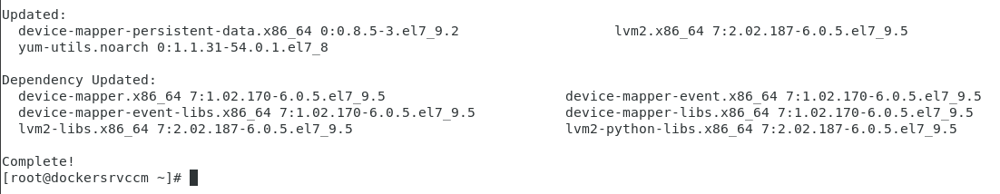 Updated:
device-mapper-persistent-data.x86_64 0:0.8.5-3.el7_9.2 lvm2.x86_64 7:2.02.187-6.0.5.el7_9.5
yum-utils.noarch 0:1.1.31-54.0.1.el7_8
Dependency Updated:
device-mapper.x86_64 7:1.02.170-6.0.5.el7_9.5 device-mapper-event.x86_64 7:1.02.170-6.0.5.el7_9.5
device-mapper-event-libs.x86_64 7:1.02.170-6.0.5.el7_9.5 device-mapper-libs.x86_64 7:1.02.170-6.0.5.el7_9.5
lvm2-libs.x86_64 7:2.02.187-6.0.5.el7_9.5 lvm2-python-libs.x86_64 7:2.02.187-6.0.5.el7_9.5
Complete!
[root@dockersrvccm ~]#